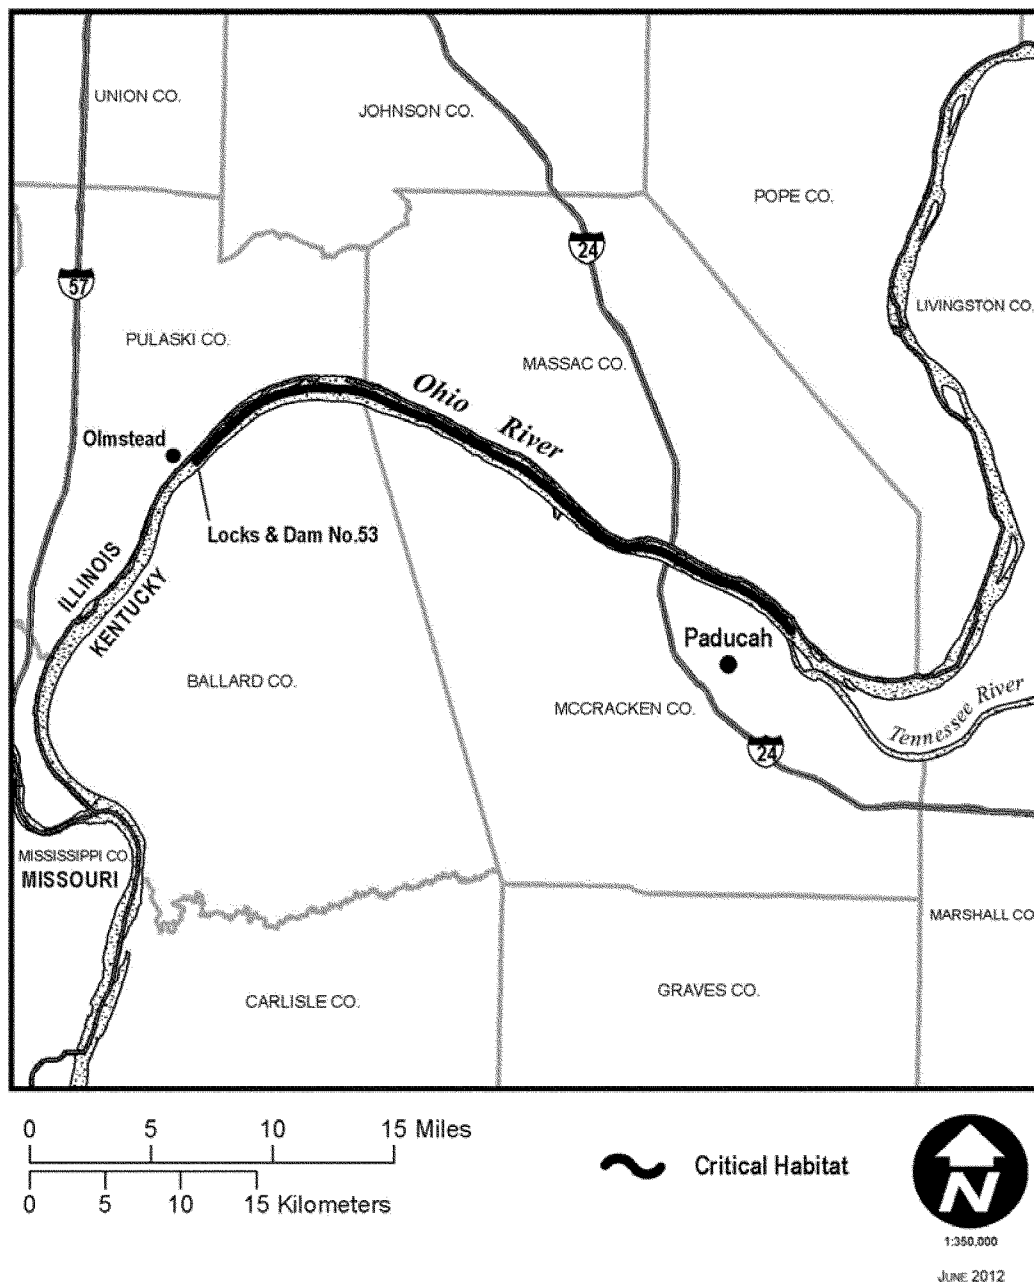 UNION CO.
JOHNSON CO.
POPE CO.
24
57
LIVINGSTON CO.
PULASKI CO.
MASSAC CO.
Ohio River
Olmstead
Locks & Dam No.53
ILLINOIS
KENTUCKY
Paducah
BALLARD CO.
MCCRACKEN CO.
Tennessee River
24
MISSISSIPPI CO.
MISSOURI
MARSHALL CO
CARLISLE CO.
GRAVES CO.
0 5 10 15 Miles
0 5 10 15 Kilometers
Critical Habitat
N
1:350,000
JUNE 2012